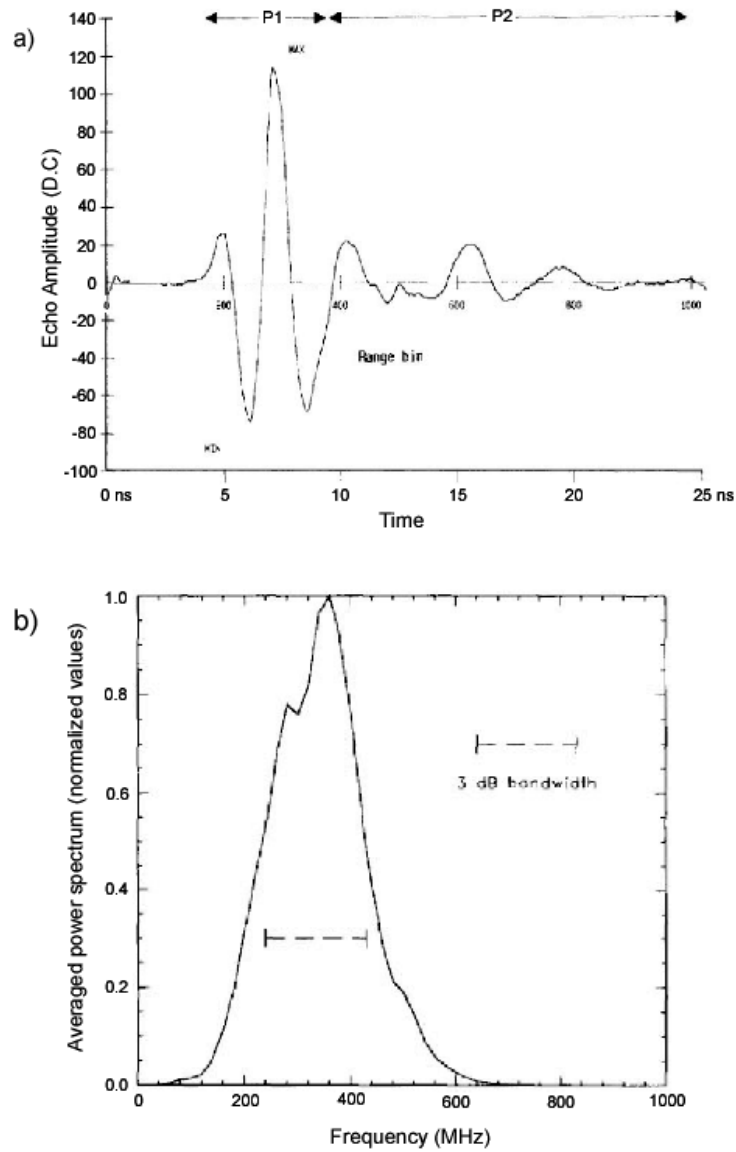 a)
P1 P2
140
120
100
80
60
40
20
0
-20
-40
-60
-80
-100
Echo Amplitude (D.C)
MAX
MIN
0 200 400 600 800 1000
Range bin
0 ns 5 10 15 20 25 ns
Time
b)
1.0
0.8
0.6
0.4
0.2
0.0
Averaged power spectrum (normalized values)
3 dB bandwidth
0 200 400 600 800 1000
Frequency (MHz)